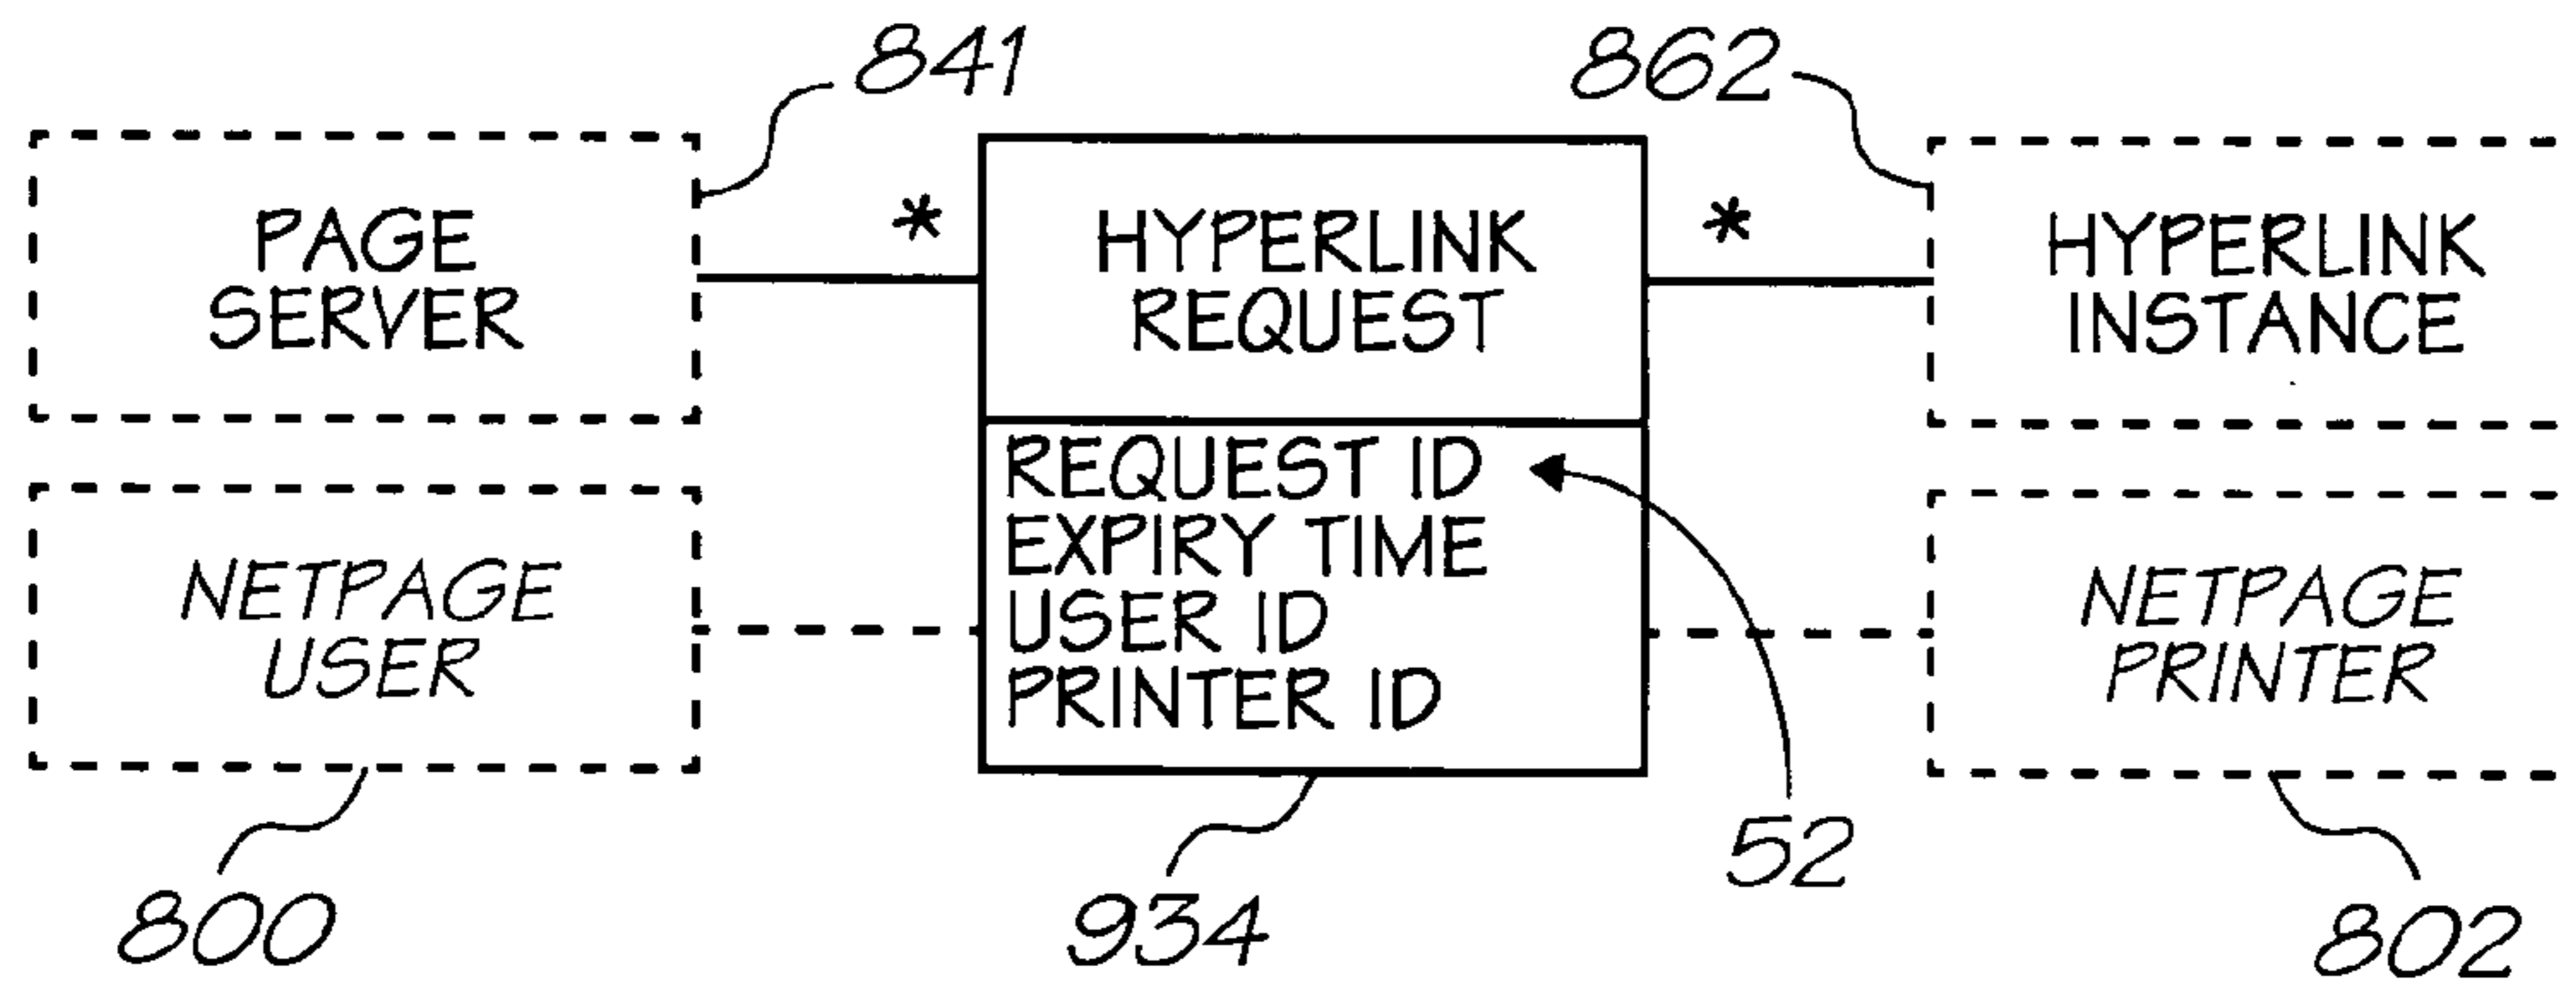 841
862
PAGE
SERVER
*
HYPERLINK
REQUEST
*
HYPERLINK
INSTANCE
REQUEST ID
EXPIRY TIME
USER ID
PRINTER ID
NETPAGE
USER
NETPAGE
PRINTER
52
800
934
802